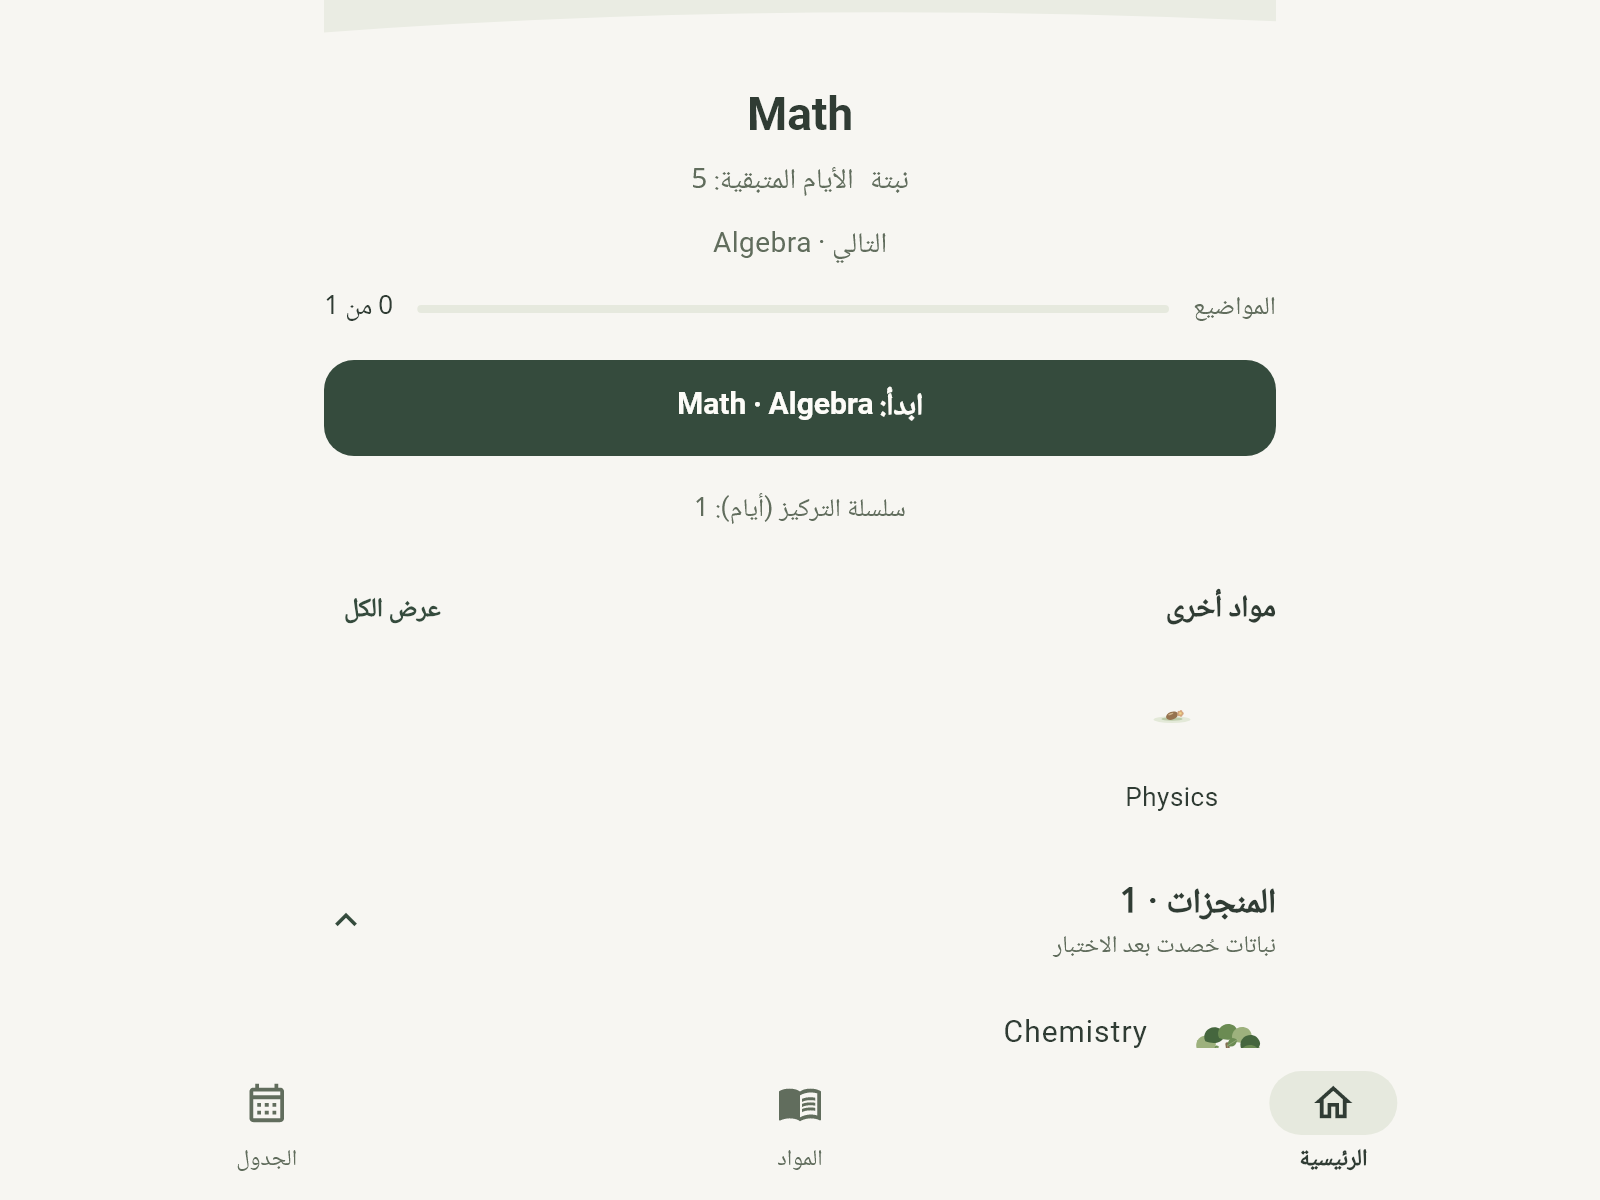 Math
نبتة الأيام المتبقية: 5
التالي · Algebra
المواضيع
0 من 1
ابدأ: Math · Algebra
سلسلة التركيز (أيام): 1
مواد أخرى
عرض الكل
Physics
المنجزات · 1
نباتات حُصدت بعد الاختبار
Chemistry
الرئيسية
المواد
الجدول